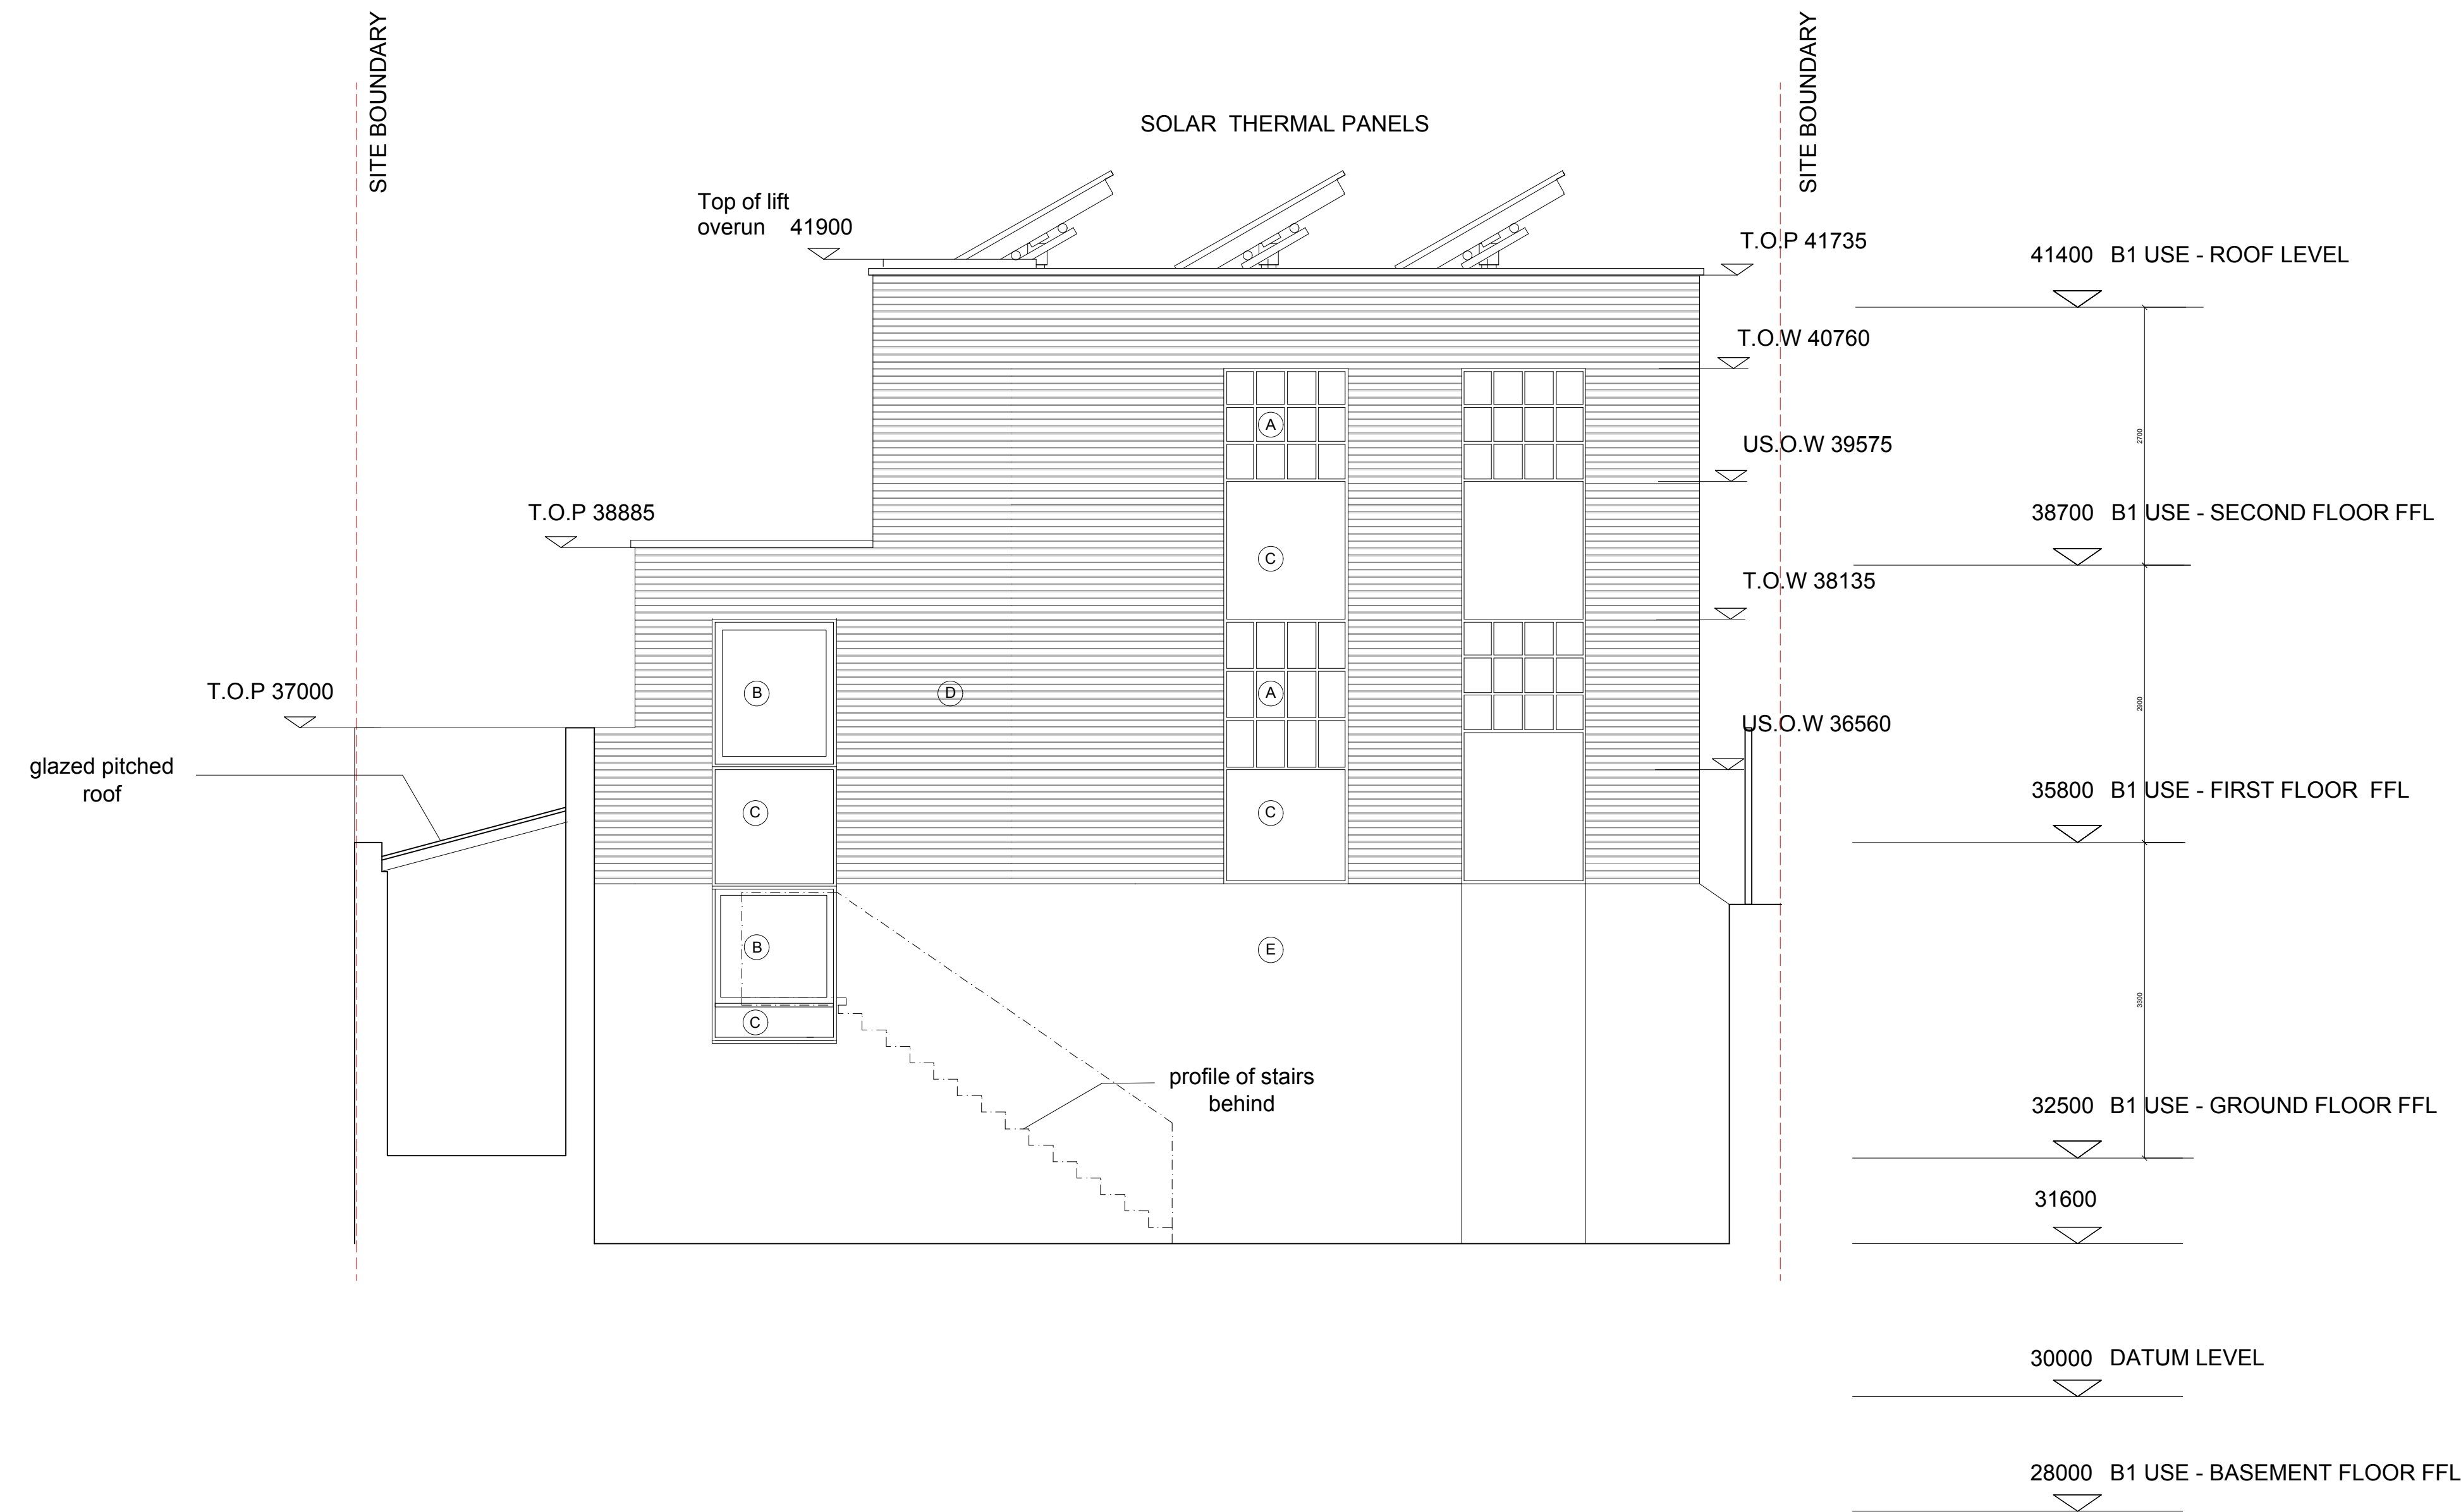 SITE BOUNDARY
SITE BOUNDARY
SOLAR THERMAL PANELS
Top of lift
overun 41900
T.O.P 41735
41400 B1 USE - ROOF LEVEL
T.O.W 40760
A
2700
US.O.W 39575
T.O.P 38885
38700 B1 USE - SECOND FLOOR FFL
C
T.O.W 38135
T.O.P 37000
B
D
A
2900
US.O.W 36560
glazed pitched
roof
35800 B1 USE - FIRST FLOOR FFL
C
C
B
E
3300
C
profile of stairs
behind
32500 B1 USE - GROUND FLOOR FFL
31600
30000 DATUM LEVEL
28000 B1 USE - BASEMENT FLOOR FFL